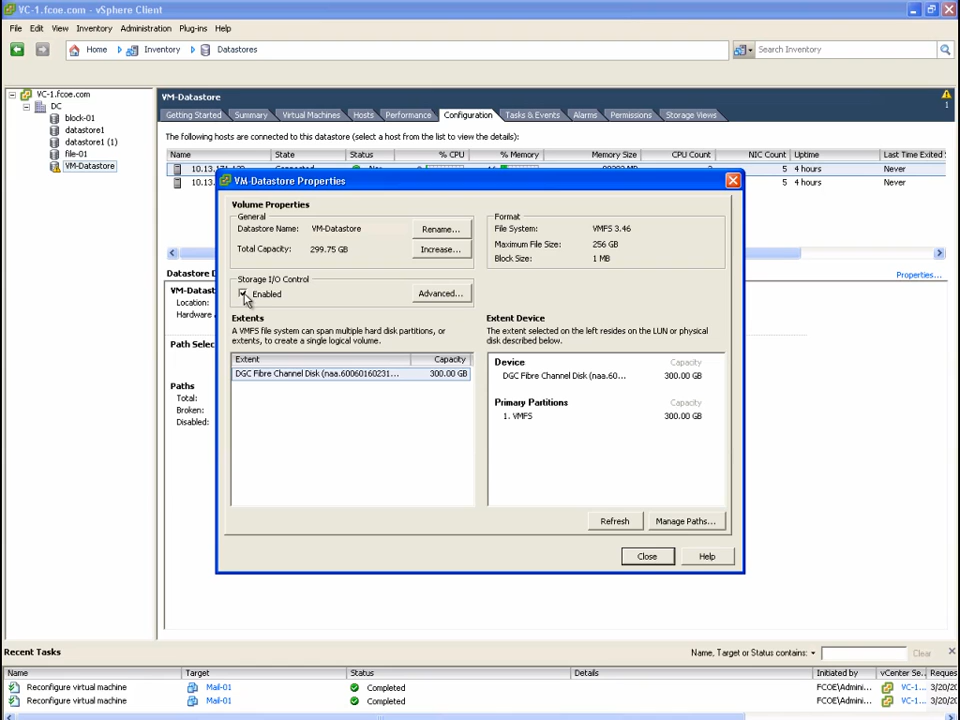 VC-1.fcoe.com - vSphere Client
File Edit View Inventory Administration Plug-ins Help
Home Inventory Datastores Search Inventory
VC-1.fcoe.com
DC
block-01
datastore1
datastore1 (1)
file-01
VM-Datastore
VM-Datastore 1
Getting Started Summary Virtual Machines Hosts Performance Configuration Tasks & Events Alarms Permissions Storage Views
The following hosts are connected to this datastore (select a host from the list to view the details):
Name State Status % CPU % Memory Memory Size CPU Count NIC Count Uptime Last Time Exited
5 4 hours Never
10.13. 5 4 hours Never
VM-Datastore Properties
Volume Properties
General
Datastore Name: VM-Datastore Rename...
Total Capacity: 299.75 GB Increase...
Format
File System: VMFS 3.46
Maximum File Size: 256 GB
Block Size: 1 MB
Storage I/O Control
Enabled Advanced...
Extents
A VMFS file system can span multiple hard disk partitions, or
extents, to create a single logical volume.
Extent Capacity
DGC Fibre Channel Disk (naa.60060160231... 300.00 GB
Extent Device
The extent selected on the left resides on the LUN or physical
disk described below.
Device Capacity
DGC Fibre Channel Disk (naa.60... 300.00 GB
Primary Partitions Capacity
1. VMFS 300.00 GB
Refresh Manage Paths...
Close Help
Datastore D
Properties...
VM-Datast
Location:
Hardware A
Path Selec
Paths
Total:
Broken:
Disabled:
Recent Tasks Name, Target or Status contains: Clear
Name Target Status Details Initiated by vCenter Se... Reques
Reconfigure virtual machine Mail-01 Completed FCOE\Admini... VC-1... 3/20/20
Reconfigure virtual machine Mail-01 Completed FCOE\Admini... VC-1... 3/20/20